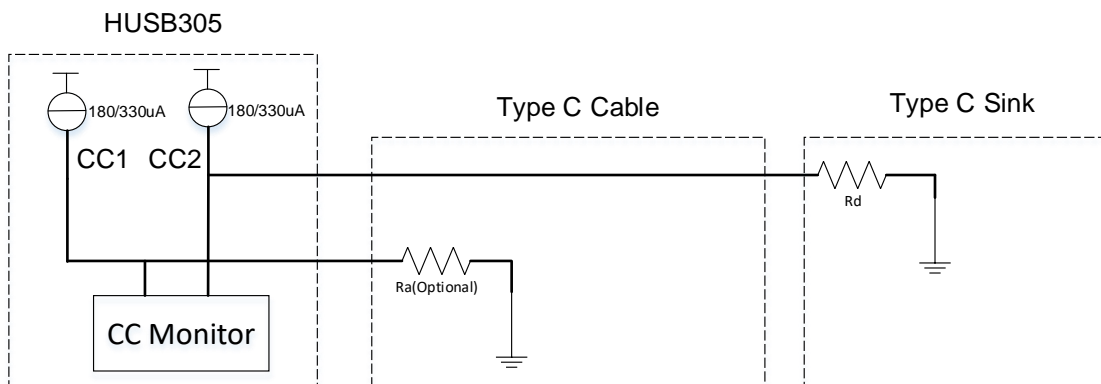 HUSB305
180/330uA
180/330uA
Type C Cable
Type C Sink
CC1
CC2
Rd
Ra(Optional)
CC Monitor